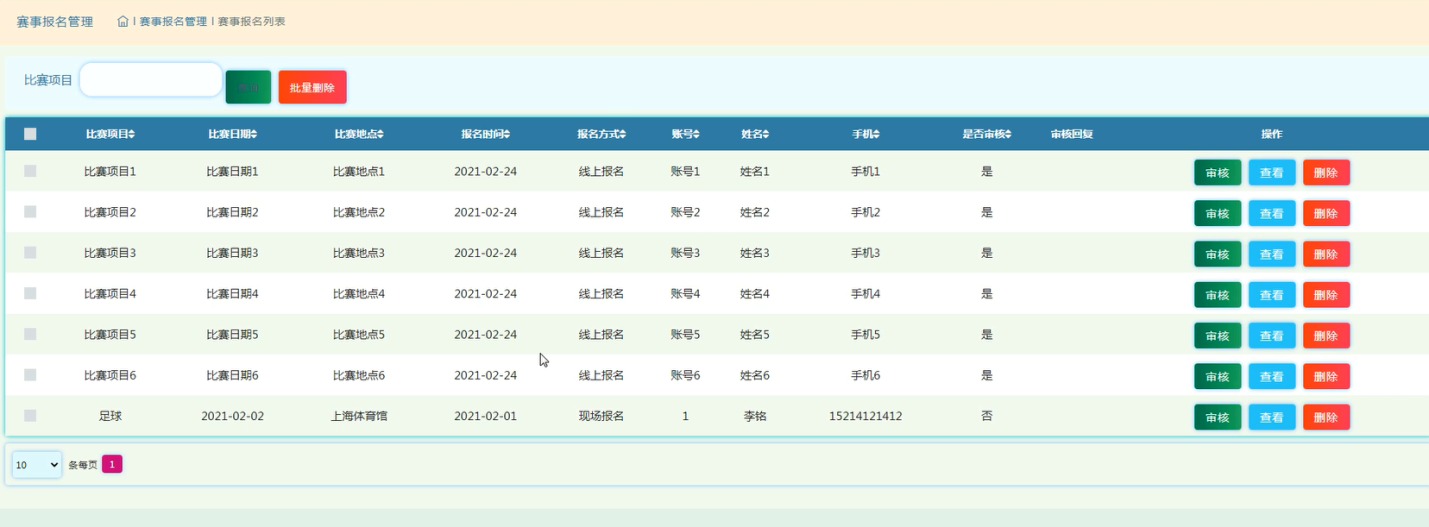 赛事报名管理 | 赛事报名管理 | 赛事报名列表
比赛项目 批量删除
比赛项目 比赛日期 比赛地点 报名时间 报名方式 账号 姓名 手机 是否审核 审核回复 操作
比赛项目1 比赛日期1 比赛地点1 2021-02-24 线上报名 账号1 姓名1 手机1 是 审核 查看 删除
比赛项目2 比赛日期2 比赛地点2 2021-02-24 线上报名 账号2 姓名2 手机2 是 审核 查看 删除
比赛项目3 比赛日期3 比赛地点3 2021-02-24 线上报名 账号3 姓名3 手机3 是 审核 查看 删除
比赛项目4 比赛日期4 比赛地点4 2021-02-24 线上报名 账号4 姓名4 手机4 是 审核 查看 删除
比赛项目5 比赛日期5 比赛地点5 2021-02-24 线上报名 账号5 姓名5 手机5 是 审核 查看 删除
比赛项目6 比赛日期6 比赛地点6 2021-02-24 线上报名 账号6 姓名6 手机6 是 审核 查看 删除
足球 2021-02-02 上海体育馆 2021-02-01 现场报名 1 李铭 15214121412 否 审核 查看 删除
10 条每页 1